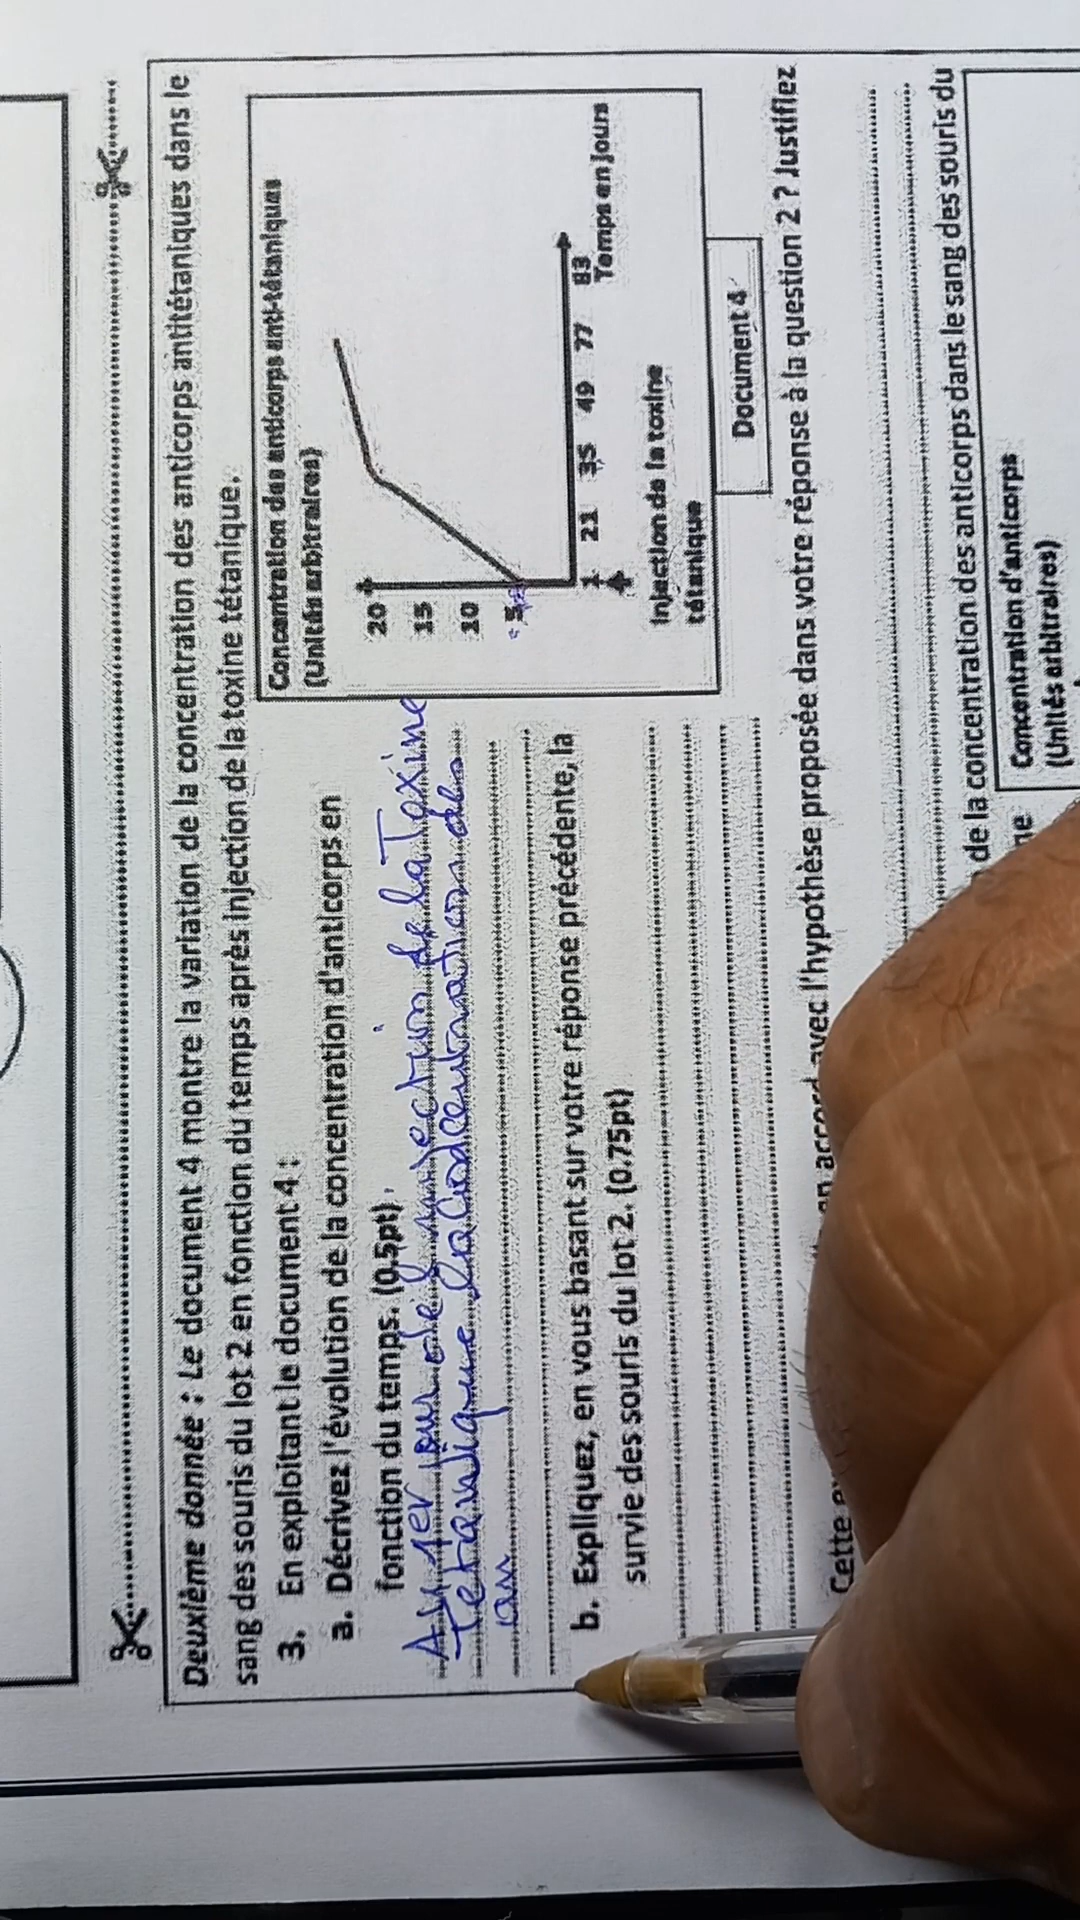 Deuxième donnée : Le document 4 montre la variation de la concentration des anticorps antitétaniques dans le
sang des souris du lot 2 en fonction du temps après injection de la toxine tétanique.
3. En exploitant le document 4 :
a. Décrivez l'évolution de la concentration d'anticorps en
fonction du temps. (0.5pt).
Au 1er jour de l'injection de la Toxine
Tetanique la concentration de
an
b. Expliquez, en vous basant sur votre réponse précédente, la
survie des souris du lot 2. (0.75pt)
Concentration des anticorps anti-tétaniques
(Unités arbitraires)
20
15
10
5
1 21 35 49 77 83
Temps en jours
Injection de la toxine
tétanique
Document 4
Cette en accord avec l'hypothèse proposée dans votre réponse à la question 2 ? Justifiez
de la concentration des anticorps dans le sang des souris du
Concentration d'anticorps
(Unités arbitraires)